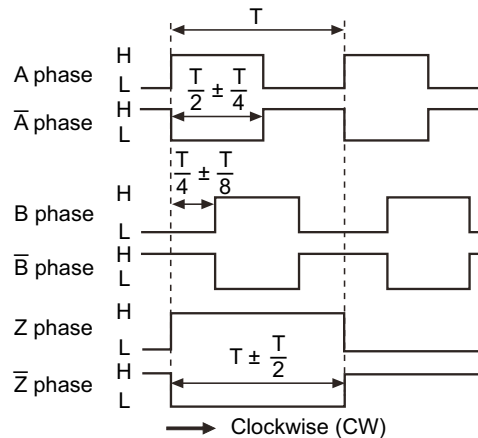 T
A phase H
L
T/2 ± T/4
A̅ phase H
L
T/4 ± T/8
B phase H
L
B̅ phase H
L
Z phase H
L
T ± T/2
Z̅ phase H
L
Clockwise (CW)